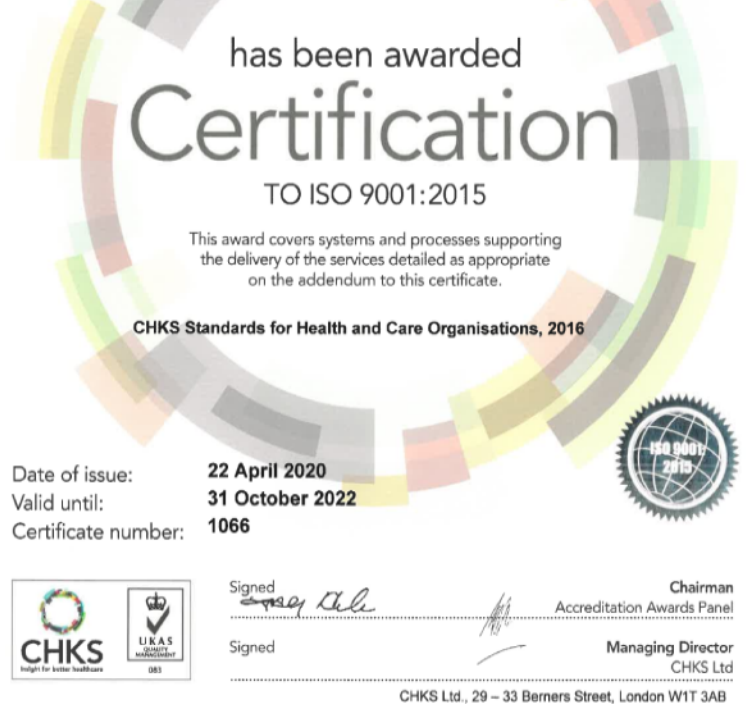 has been awarded
Certification
TO ISO 9001:2015
This award covers systems and processes supporting
the delivery of the services detailed as appropriate
on the addendum to this certificate.
CHKS Standards for Health and Care Organisations, 2016
ISO 9001:
2015
Date of issue: 22 April 2020
Valid until: 31 October 2022
Certificate number: 1066
Signed
Chairman
Accreditation Awards Panel
Signed
Managing Director
CHKS Ltd
CHKS
Insight for better healthcare
UKAS
QUALITY
MANAGEMENT
083
CHKS Ltd., 29 – 33 Berners Street, London W1T 3AB